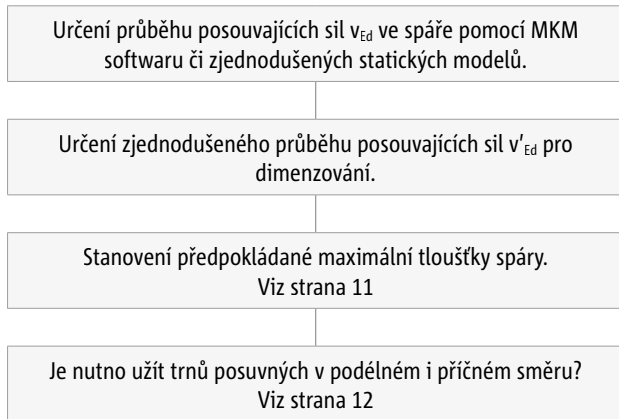 Určení průběhu posouvajících sil v_Ed ve spáře pomocí MKM
softwaru či zjednodušených statických modelů.
Určení zjednodušeného průběhu posouvajících sil v'_Ed pro
dimenzování.
Stanovení předpokládané maximální tloušťky spáry.
Viz strana 11
Je nutno užít trnů posuvných v podélném i příčném směru?
Viz strana 12